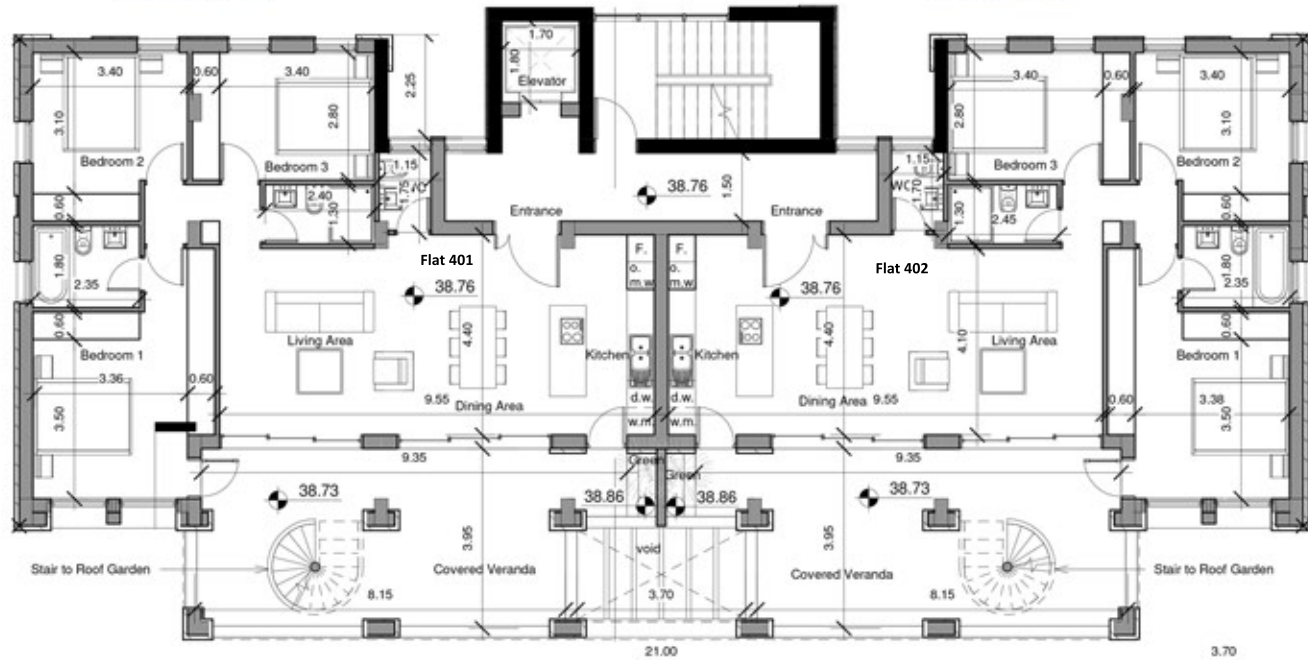 1.70
1.80
Elevator
3.40
0.60
3.40
2.25
3.40
0.60
3.40
3.10
2.80
2.80
3.10
Bedroom 2
Bedroom 3
1.15
1.15
Bedroom 3
Bedroom 2
2.40
1.75
38.76
1.50
WC
1.70
2.45
0.60
1.30
Entrance
Entrance
1.30
0.60
Flat 401
F.
F.
Flat 402
1.80
o.
o.
1.80
2.35
38.76
m.w
m.w
38.76
2.35
0.60
Living Area
4.40
Kitchen
Kitchen
4.40
4.10
Living Area
0.60
Bedroom 1
Bedroom 1
3.36
0.60
d.w.
d.w.
0.60
3.38
9.55
Dining Area
Dining Area
9.55
3.50
w.m.
w.m.
3.50
9.35
Green
Green
9.35
38.73
38.86
38.86
38.73
3.95
void
3.95
Stair to Roof Garden
Covered Veranda
Covered Veranda
Stair to Roof Garden
8.15
3.70
8.15
21.00
3.70